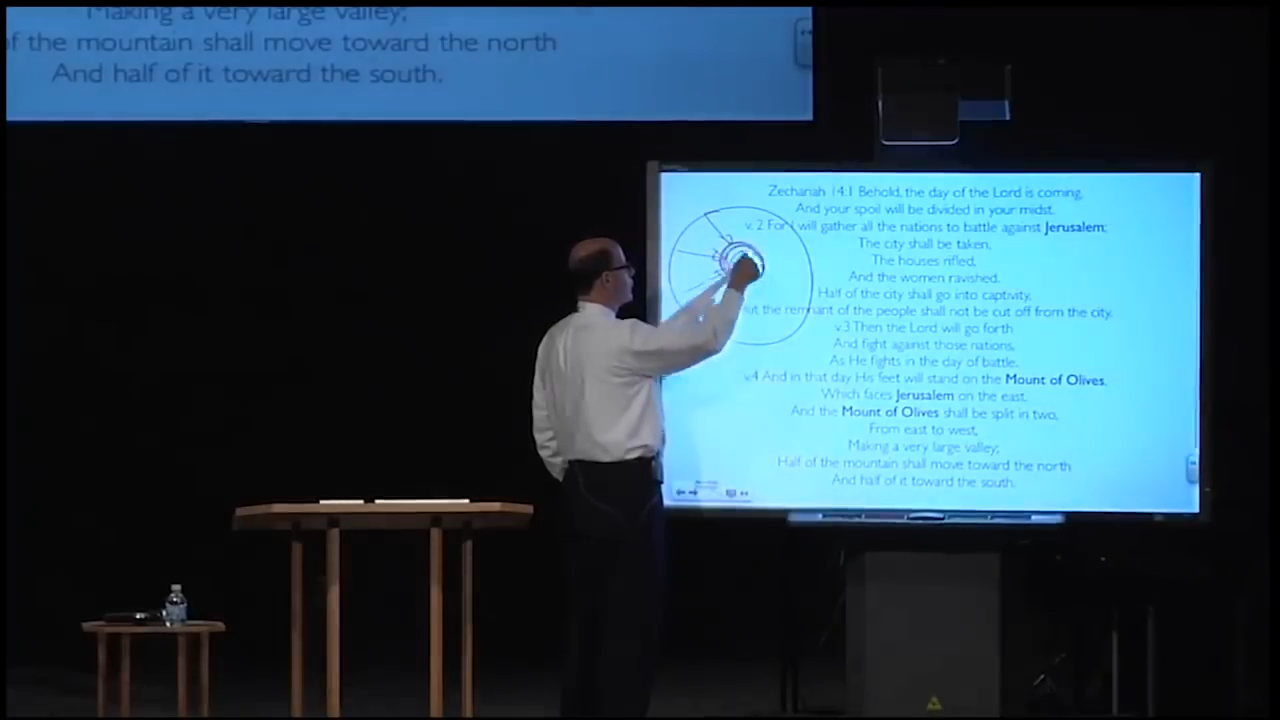 Making a very large valley;
of the mountain shall move toward the north
And half of it toward the south.
Zechariah 14:1 Behold, the day of the Lord is coming,
And your spoil will be divided in your midst.
v. 2 For I will gather all the nations to battle against Jerusalem;
The city shall be taken,
The houses rifled,
And the women ravished.
Half of the city shall go into captivity,
ut the remnant of the people shall not be cut off from the city.
v.3 Then the Lord will go forth
And fight against those nations,
As He fights in the day of battle.
v.4 And in that day His feet will stand on the Mount of Olives,
Which faces Jerusalem on the east.
And the Mount of Olives shall be split in two,
From east to west,
Making a very large valley;
Half of the mountain shall move toward the north
And half of it toward the south.